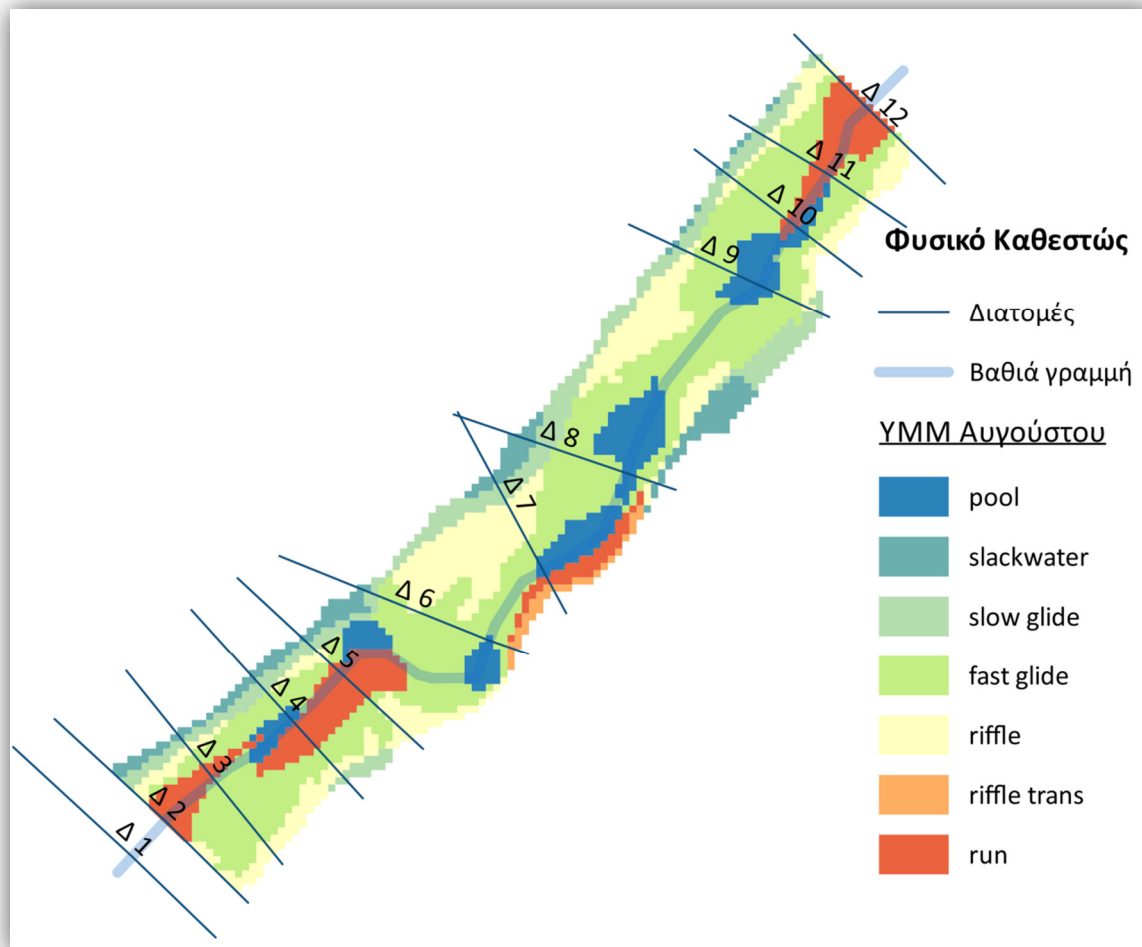 Δ 12
Δ 11
Δ 10
Δ 9
Δ 8
Δ 7
Δ 6
Δ 5
Δ 4
Δ 3
Δ 2
Δ 1
Φυσικό Καθεστώς
Διατομές
Βαθιά γραμμή
ΥΜΜ Αυγούστου
pool
slackwater
slow glide
fast glide
riffle
riffle trans
run